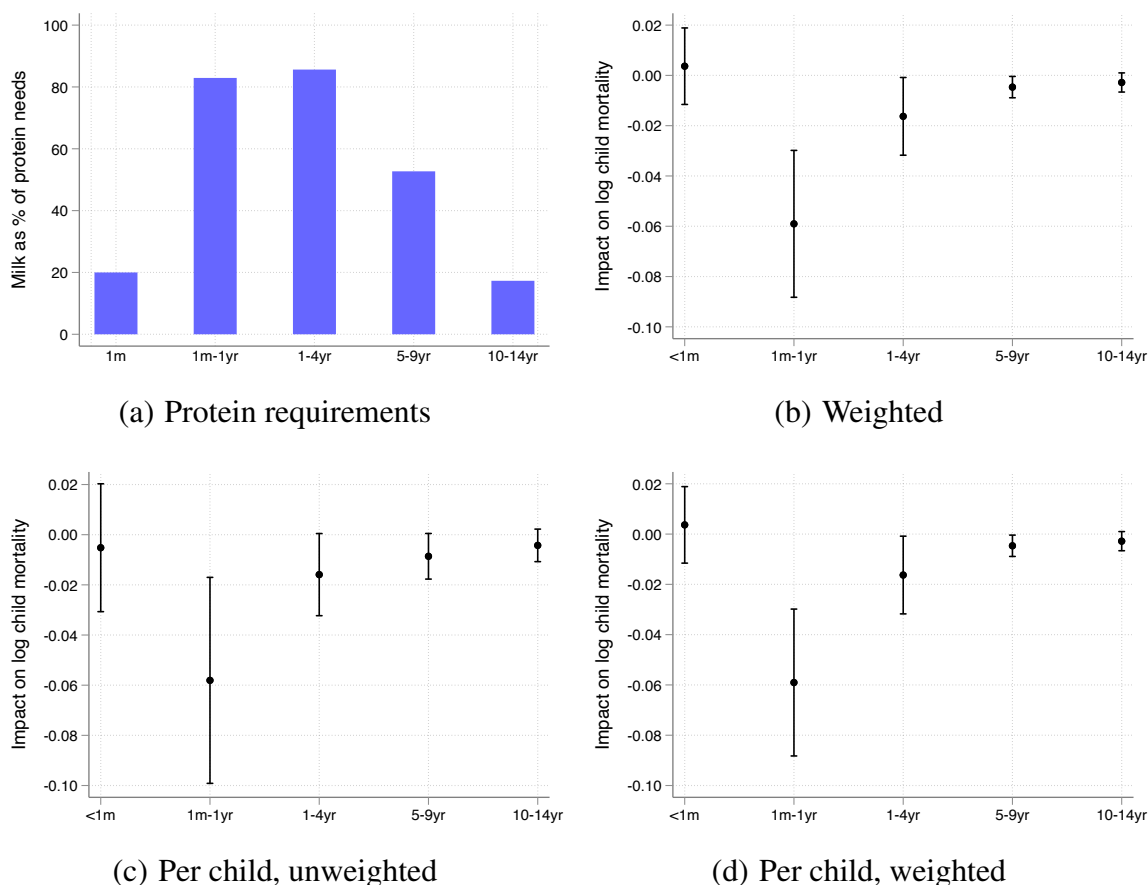 Milk as % of protein needs
100
80
60
40
20
0
1m 1m-1yr 1-4yr 5-9yr 10-14yr
(a) Protein requirements
Impact on log child mortality
0.02
0.00
-0.02
-0.04
-0.06
-0.08
-0.10
<1m 1m-1yr 1-4yr 5-9yr 10-14yr
(b) Weighted
Impact on log child mortality
0.02
0.00
-0.02
-0.04
-0.06
-0.08
-0.10
<1m 1m-1yr 1-4yr 5-9yr 10-14yr
(c) Per child, unweighted
Impact on log child mortality
0.02
0.00
-0.02
-0.04
-0.06
-0.08
-0.10
<1m 1m-1yr 1-4yr 5-9yr 10-14yr
(d) Per child, weighted